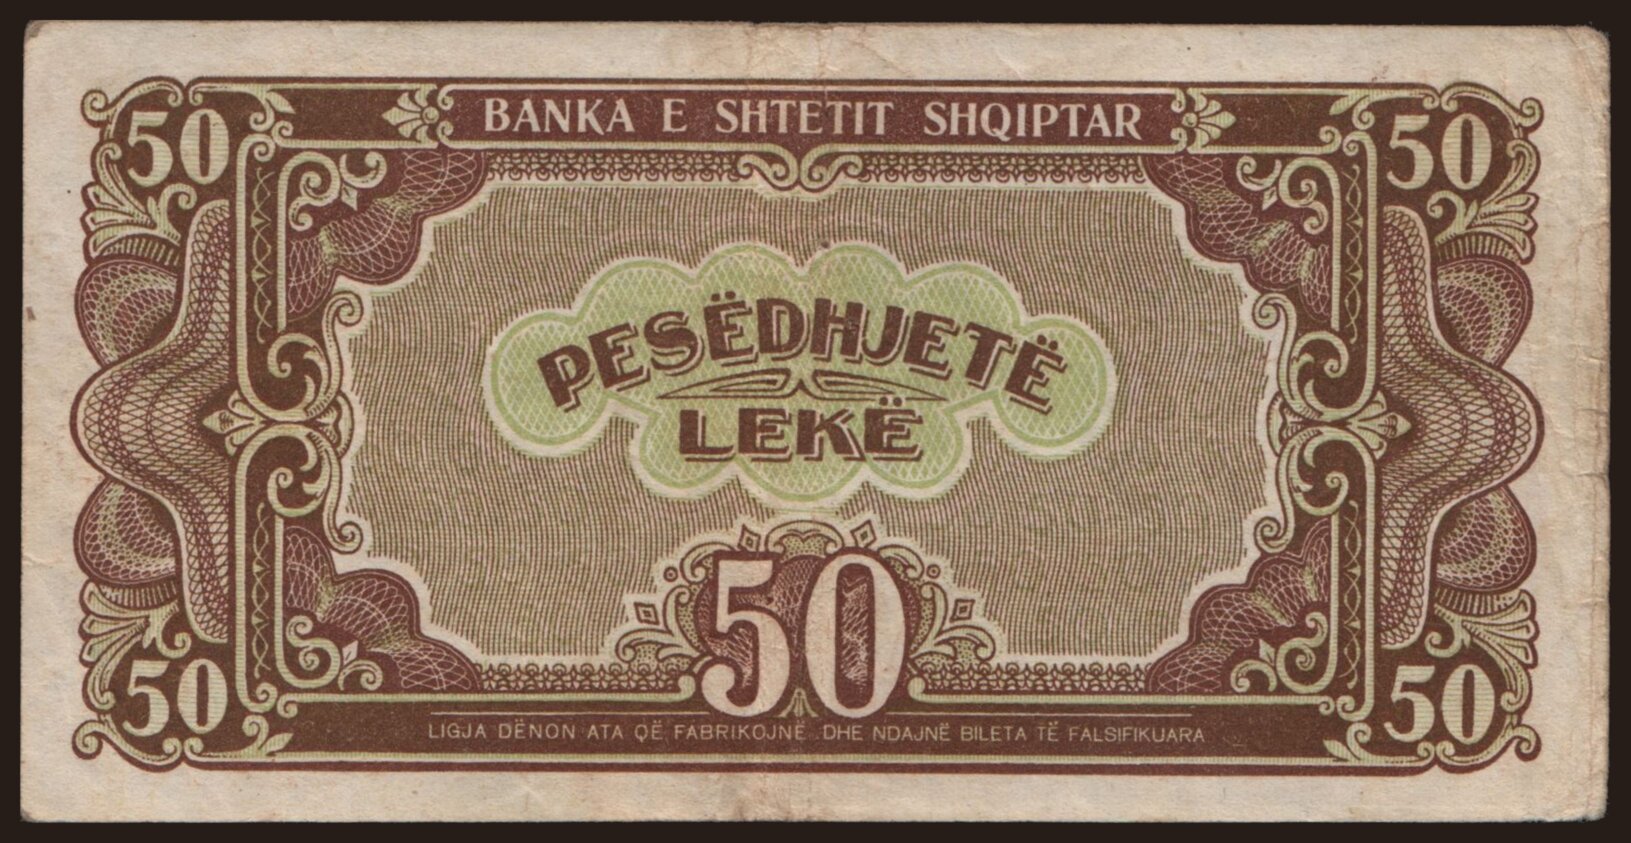 50
BANKA E SHTETIT SHQIPTAR
50
PESËDHJETË
LEKË
50
50
50
LIGJA DËNON ATA QË FABRIKOJNË DHE NDAJNË BILETA TË FALSIFIKUARA